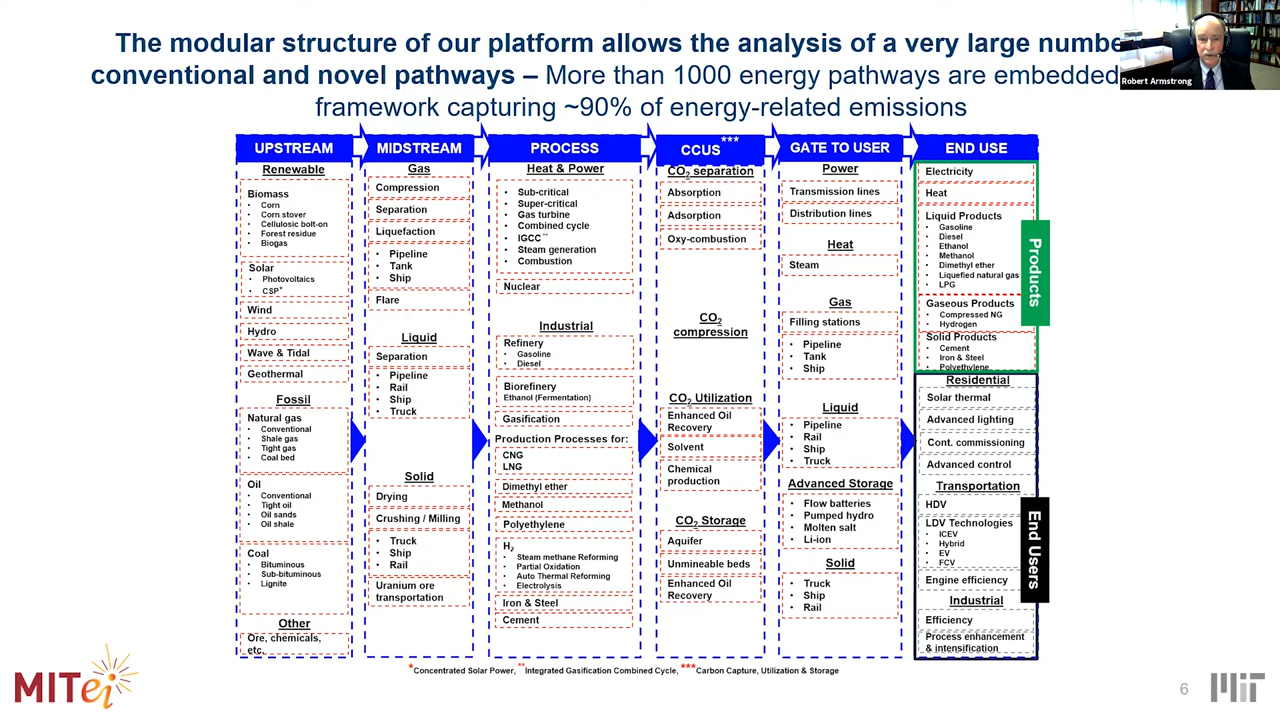 The modular structure of our platform allows the analysis of a very large numbe
conventional and novel pathways – More than 1000 energy pathways are embedded
framework capturing ~90% of energy-related emissions
Robert Armstrong
UPSTREAM
Renewable
Biomass
• Corn
• Corn stover
• Cellulosic bolt-on
• Forest residue
• Biogas
Solar
• Photovoltaics
• CSP*
Wind
Hydro
Wave & Tidal
Geothermal
Fossil
Natural gas
• Conventional
• Shale gas
• Tight gas
• Coal bed
Oil
• Conventional
• Tight oil
• Oil sands
• Oil shale
Coal
• Bituminous
• Sub-bituminous
• Lignite
Other
Ore, chemicals,
etc.
MIDSTREAM
Gas
Compression
Separation
Liquefaction
• Pipeline
• Tank
• Ship
Flare
Liquid
Separation
• Pipeline
• Rail
• Ship
• Truck
Solid
Drying
Crushing / Milling
• Truck
• Ship
• Rail
Uranium ore
transportation
PROCESS
Heat & Power
• Sub-critical
• Super-critical
• Gas turbine
• Combined cycle
• IGCC**
• Steam generation
• Combustion
Nuclear
Industrial
Refinery
• Gasoline
• Diesel
Biorefinery
Ethanol (Fermentation)
Gasification
Production Processes for:
CNG
LNG
Dimethyl ether
Methanol
Polyethylene
H₂
• Steam methane Reforming
• Partial Oxidation
• Auto Thermal Reforming
• Electrolysis
Iron & Steel
Cement
CCUS***
CO₂ separation
Absorption
Adsorption
Oxy-combustion
CO₂
compression
CO₂ Utilization
Enhanced Oil
Recovery
Solvent
Chemical
production
CO₂ Storage
Aquifer
Unmineable beds
Enhanced Oil
Recovery
GATE TO USER
Power
Transmission lines
Distribution lines
Heat
Steam
Gas
Filling stations
• Pipeline
• Tank
• Ship
Liquid
• Pipeline
• Rail
• Ship
• Truck
Advanced Storage
• Flow batteries
• Pumped hydro
• Molten salt
• Li-ion
Solid
• Truck
• Ship
• Rail
END USE
Electricity
Heat
Liquid Products
• Gasoline
• Diesel
• Ethanol
• Methanol
• Dimethyl ether
• Liquefied natural gas
• LPG
Gaseous Products
• Compressed NG
• Hydrogen
Solid Products
• Cement
• Iron & Steel
• Polyethylene
Products
Residential
Solar thermal
Advanced lighting
Cont. commissioning
Advanced control
Transportation
HDV
LDV Technologies
• ICEV
• Hybrid
• EV
• FCV
Engine efficiency
Industrial
Efficiency
Process enhancement
& intensification
End Users
*Concentrated Solar Power, **Integrated Gasification Combined Cycle, ***Carbon Capture, Utilization & Storage
MITei
6
MIT